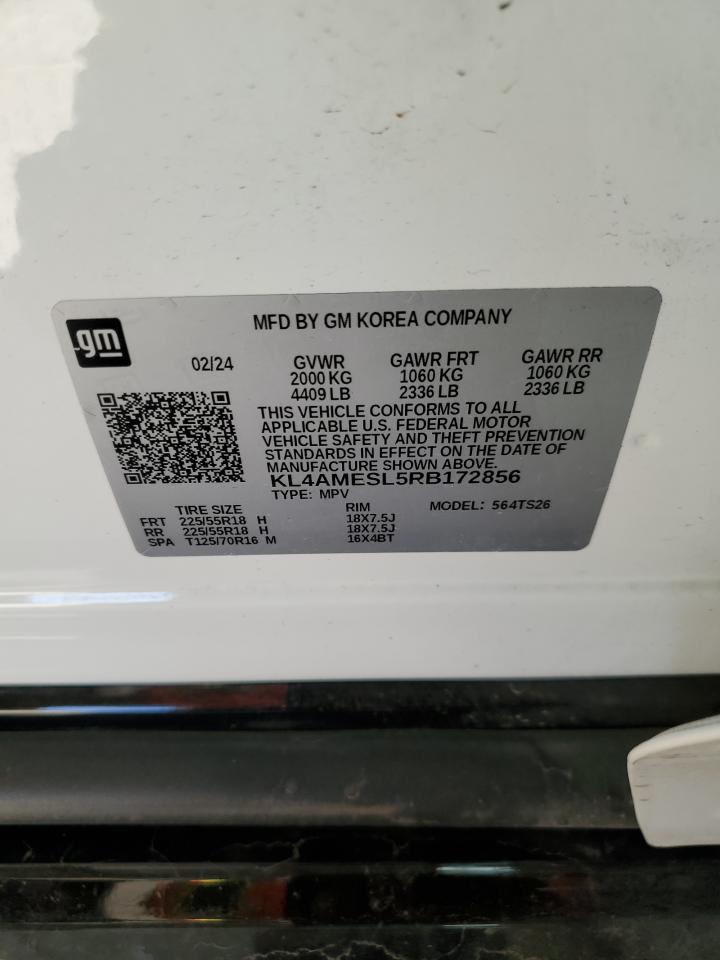 gm
MFD BY GM KOREA COMPANY
02/24 GVWR GAWR FRT GAWR RR
2000 KG 1060 KG 1060 KG
4409 LB 2336 LB 2336 LB
THIS VEHICLE CONFORMS TO ALL
APPLICABLE U.S. FEDERAL MOTOR
VEHICLE SAFETY AND THEFT PREVENTION
STANDARDS IN EFFECT ON THE DATE OF
MANUFACTURE SHOWN ABOVE.
KL4AMESL5RB172856
TYPE: MPV MODEL: 564TS26
TIRE SIZE RIM
FRT 225/55R18 H 18X7.5J
RR 225/55R18 H 18X7.5J
SPA T125/70R16 M 16X4BT